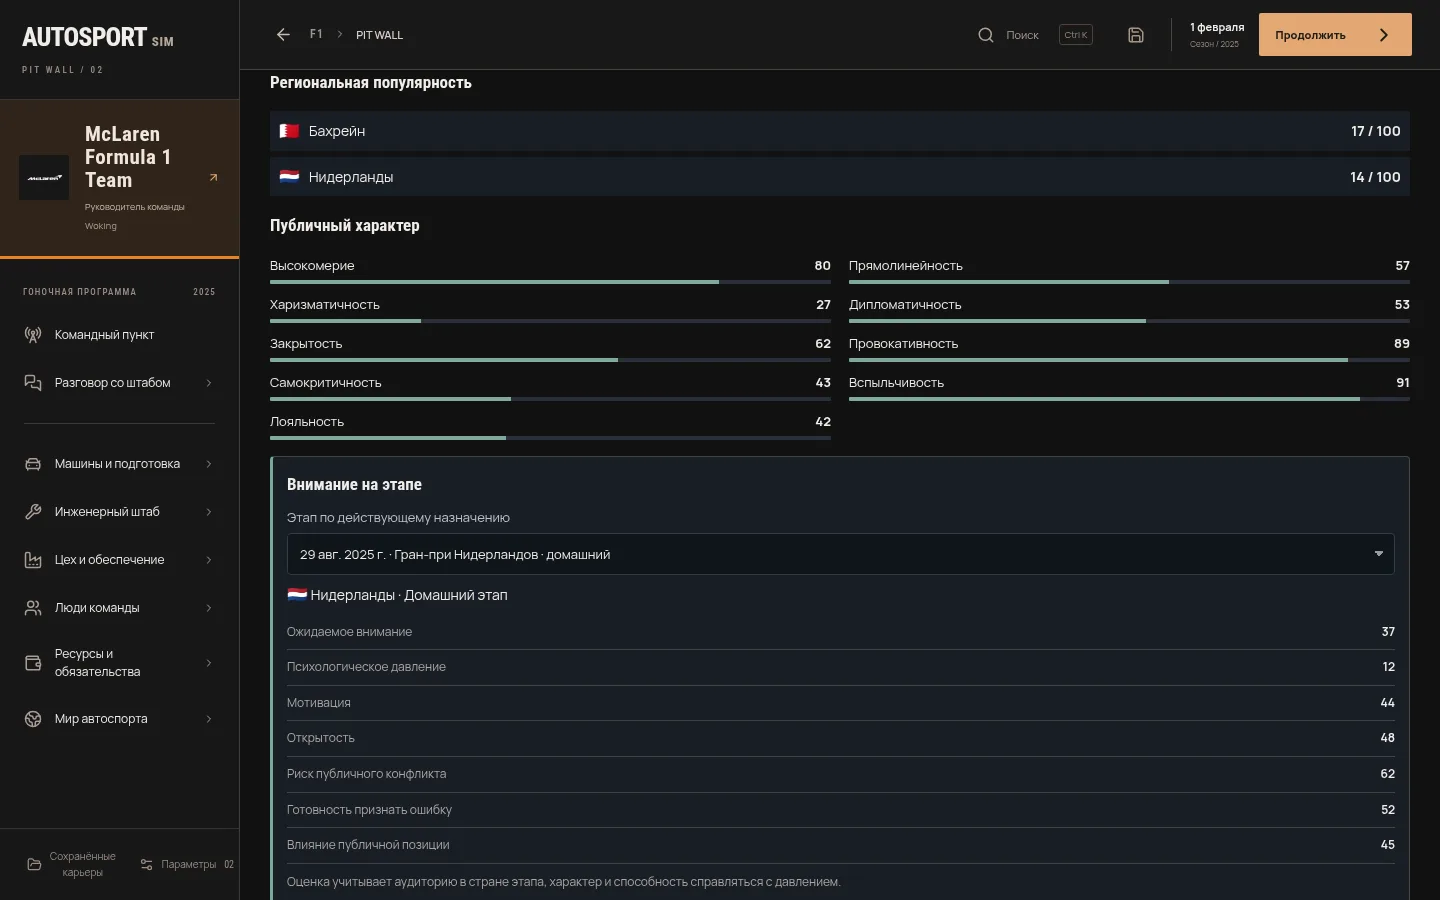 AUTOSPORT SIM
PIT WALL / 02
McLaren
Formula 1
Team
Руководитель команды
Woking
McLaren
ГОНОЧНАЯ ПРОГРАММА 2025
Командный пункт
Разговор со штабом
Машины и подготовка
Инженерный штаб
Цех и обеспечение
Люди команды
Ресурсы и
обязательства
Мир автоспорта
Сохранённые
карьеры
Параметры 02
F1 > PIT WALL
Поиск Ctrl K
1 февраля
Сезон / 2025
Продолжить
Региональная популярность
Бахрейн 17 / 100
Нидерланды 14 / 100
Публичный характер
Высокомерие 80
Прямолинейность 57
Харизматичность 27
Дипломатичность 53
Закрытость 62
Провокативность 89
Самокритичность 43
Вспыльчивость 91
Лояльность 42
Внимание на этапе
Этап по действующему назначению
29 авг. 2025 г. · Гран-при Нидерландов · домашний
Нидерланды · Домашний этап
Ожидаемое внимание 37
Психологическое давление 12
Мотивация 44
Открытость 48
Риск публичного конфликта 62
Готовность признать ошибку 52
Влияние публичной позиции 45
Оценка учитывает аудиторию в стране этапа, характер и способность справляться с давлением.